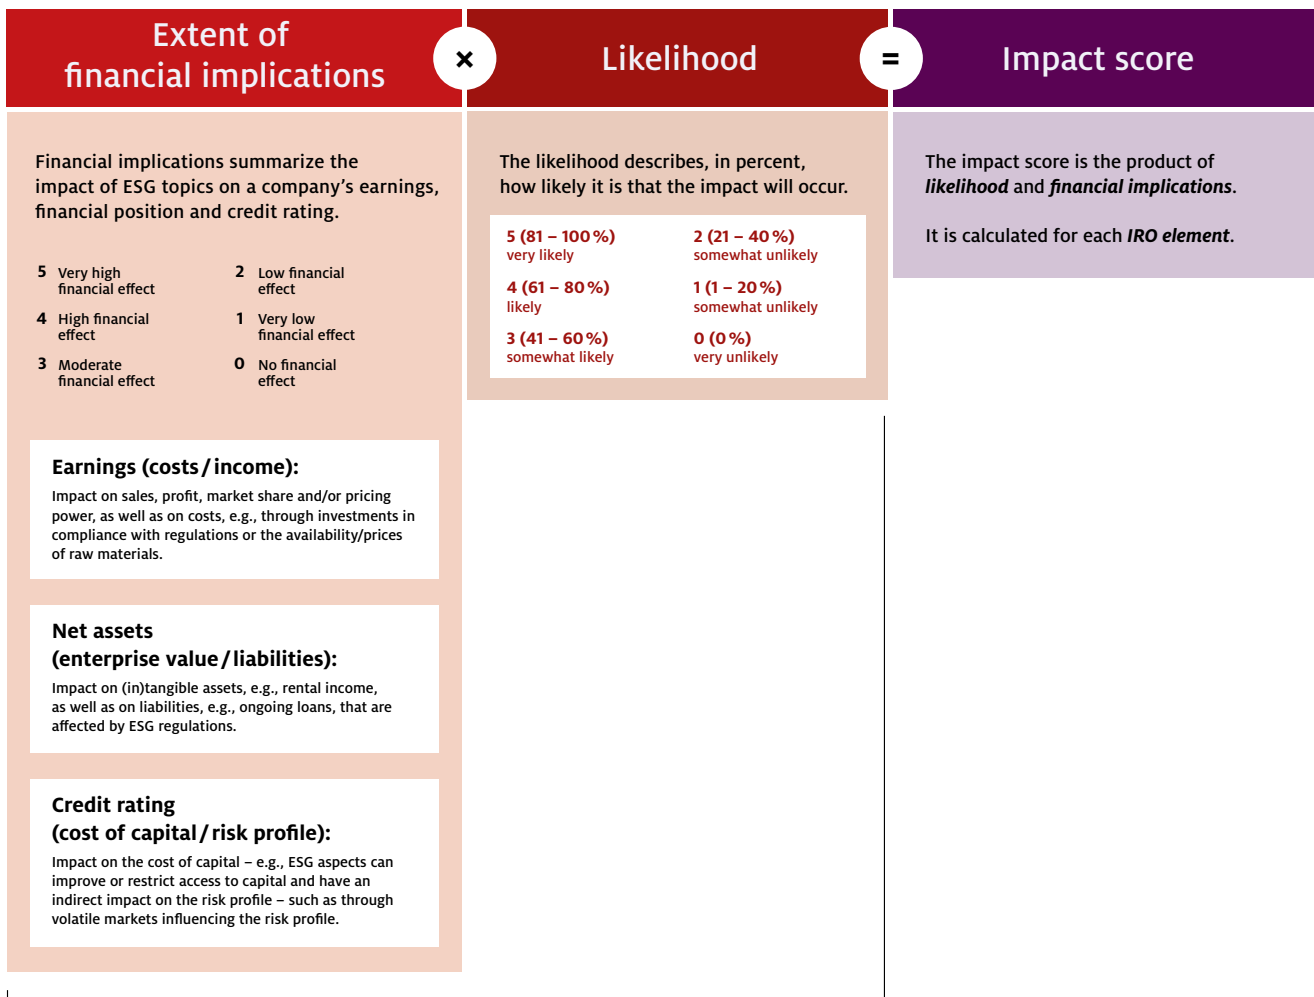 Extent of
financial implications
×
Likelihood
=
Impact score
Financial implications summarize the
impact of ESG topics on a company’s earnings,
financial position and credit rating.
5 Very high
financial effect
4 High financial
effect
3 Moderate
financial effect
2 Low financial
effect
1 Very low
financial effect
0 No financial
effect
Earnings (costs / income):
Impact on sales, profit, market share and/or pricing
power, as well as on costs, e.g., through investments in
compliance with regulations or the availability/prices
of raw materials.
Net assets
(enterprise value / liabilities):
Impact on (in)tangible assets, e.g., rental income,
as well as on liabilities, e.g., ongoing loans, that are
affected by ESG regulations.
Credit rating
(cost of capital / risk profile):
Impact on the cost of capital – e.g., ESG aspects can
improve or restrict access to capital and have an
indirect impact on the risk profile – such as through
volatile markets influencing the risk profile.
The likelihood describes, in percent,
how likely it is that the impact will occur.
5 (81 – 100 %)
very likely
4 (61 – 80 %)
likely
3 (41 – 60 %)
somewhat likely
2 (21 – 40 %)
somewhat unlikely
1 (1 – 20 %)
somewhat unlikely
0 (0 %)
very unlikely
The impact score is the product of
likelihood and financial implications.
It is calculated for each IRO element.